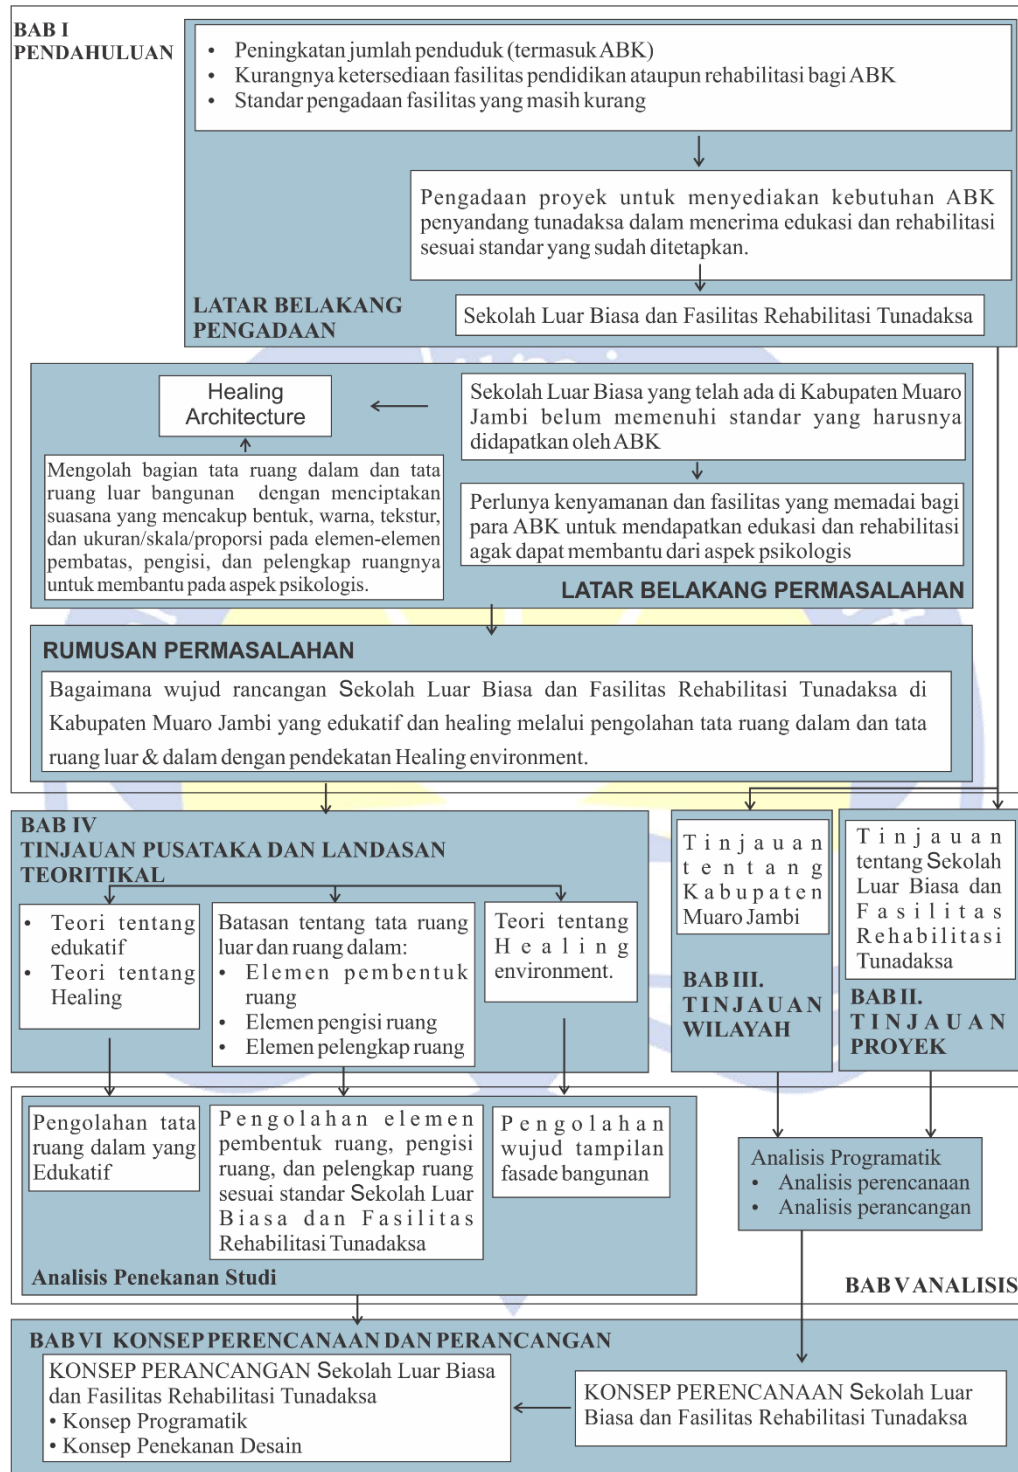 BAB I
PENDAHULUAN
• Peningkatan jumlah penduduk (termasuk ABK)
• Kurangnya ketersediaan fasilitas pendidikan ataupun rehabilitas bagi ABK
• Standar pengadaan fasilitas yang masih kurang
Pengadaan proyek untuk menyediakan kebutuhan ABK
penyandang tunadaksa dalam menerima edukasi dan rehabilitasi
sesuai standar yang sudah ditetapkan.
LATAR BELAKANG
PENGADAAN
Sekolah Luar Biasa dan Fasilitas Rehabilitasi Tunadaksa
Healing
Architecture
Sekolah Luar Biasa yang telah ada di Kabupaten Muaro
Jambi belum memenuhi standar yang harusnya
didapatkan oleh ABK
Mengolah bagian tata ruang dalam dan tata
ruang luar bangunan dengan menciptakan
suasana yang mencakup bentuk, warna, tekstur,
dan ukuran/skala/proporsi pada elemen-elemen
pembatas, pengisi, dan pelengkap ruangnya
untuk membantu pada aspek psikologis.
Perlunya kenyamanan dan fasilitas yang memadai bagi
para ABK untuk mendapatkan edukasi dan rehabilitasi
agak dapat membantu dari aspek psikologis
LATAR BELAKANG PERMASALAHAN
RUMUSAN PERMASALAHAN
Bagaimana wujud rancangan Sekolah Luar Biasa dan Fasilitas Rehabilitasi Tunadaksa di
Kabupaten Muaro Jambi yang edukatif dan healing melalui pengolahan tata ruang dalam dan tata
ruang luar & dalam dengan pendekatan Healing environment.
BAB IV
TINJAUAN PUSATAKA DAN LANDASAN
TEORITIKAL
• Teori tentang
edukatif
• Teori tentang
Healing
Batasan tentang tata ruang
luar dan ruang dalam:
• Elemen pembentuk
ruang
• Elemen pengisi ruang
• Elemen pelengkap ruang
Teori tentang
Healing
environment.
Tinjauan
tentang
Kabupaten
Muaro Jambi
BAB III.
TINJAUAN
WILAYAH
Tinjauan
tentang Sekolah
Luar Biasa dan
Fasilitas
Rehabilitasi
Tunadaksa
BAB II.
TINJAUAN
PROYEK
Pengolahan tata
ruang dalam yang
Edukatif
Pengolahan elemen
pembentuk ruang, pengisi
ruang, dan pelengkap ruang
sesuai standar Sekolah Luar
Biasa dan Fasilitas
Rehabilitasi Tunadaksa
Pengolahan
wujud tampilan
fasade bangunan
Analisis Penekanan Studi
Analisis Programatik
• Analisis perencanaan
• Analisis perancangan
BAB V ANALISIS
BAB VI KONSEP PERENCANAAN DAN PERANCANGAN
KONSEP PERANCANGAN Sekolah Luar Biasa
dan Fasilitas Rehabilitasi Tunadaksa
• Konsep Programatik
• Konsep Penekanan Desain
KONSEP PERENCANAAN Sekolah Luar
Biasa dan Fasilitas Rehabilitasi Tunadaksa